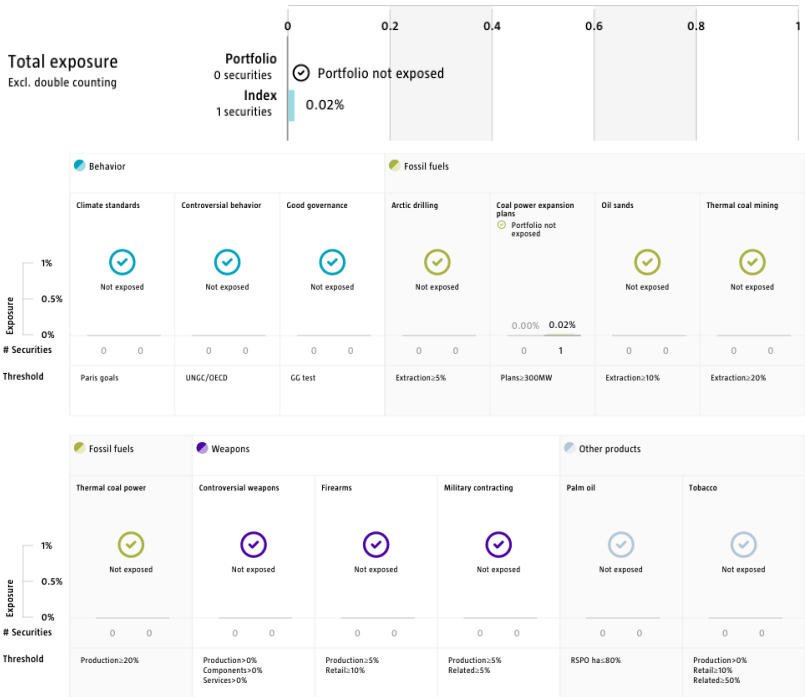 0 0.2 0.4 0.6 0.8 1
Total exposure
Excl. double counting
Portfolio
0 securities
Portfolio not exposed
Index
1 securities
0.02%
Behavior
Fossil fuels
Climate standards
Controversial behavior
Good governance
Arctic drilling
Coal power expansion
plans
Portfolio not
exposed
Oil sands
Thermal coal mining
Not exposed
Not exposed
Not exposed
Not exposed
Not exposed
Not exposed
Exposure
1%
0.5%
0%
0.00% 0.02%
# Securities
0 0 0 0 0 0 0 0 0 1 0 0 0 0
Threshold
Paris goals
UNGC/OECD
GG test
Extraction≥5%
Plans≥300MW
Extraction≥10%
Extraction≥20%
Fossil fuels
Weapons
Other products
Thermal coal power
Controversial weapons
Firearms
Military contracting
Palm oil
Tobacco
Not exposed
Not exposed
Not exposed
Not exposed
Not exposed
Not exposed
Exposure
1%
0.5%
0%
# Securities
0 0 0 0 0 0 0 0 0 0 0 0
Threshold
Production≥20%
Production>0%
Components>0%
Services>0%
Production≥5%
Retail≥10%
Production≥5%
Related≥5%
RSPO ha≤80%
Production>0%
Retail≥10%
Related≥50%